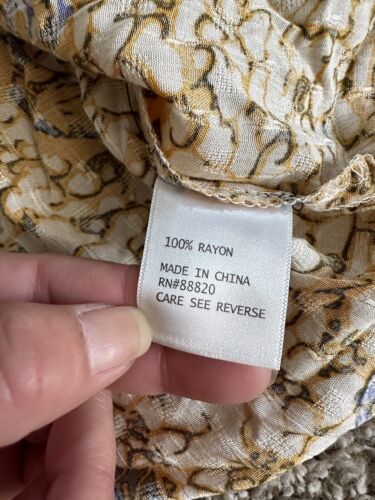 100% RAYON
MADE IN CHINA
RN#88820
CARE SEE REVERSE